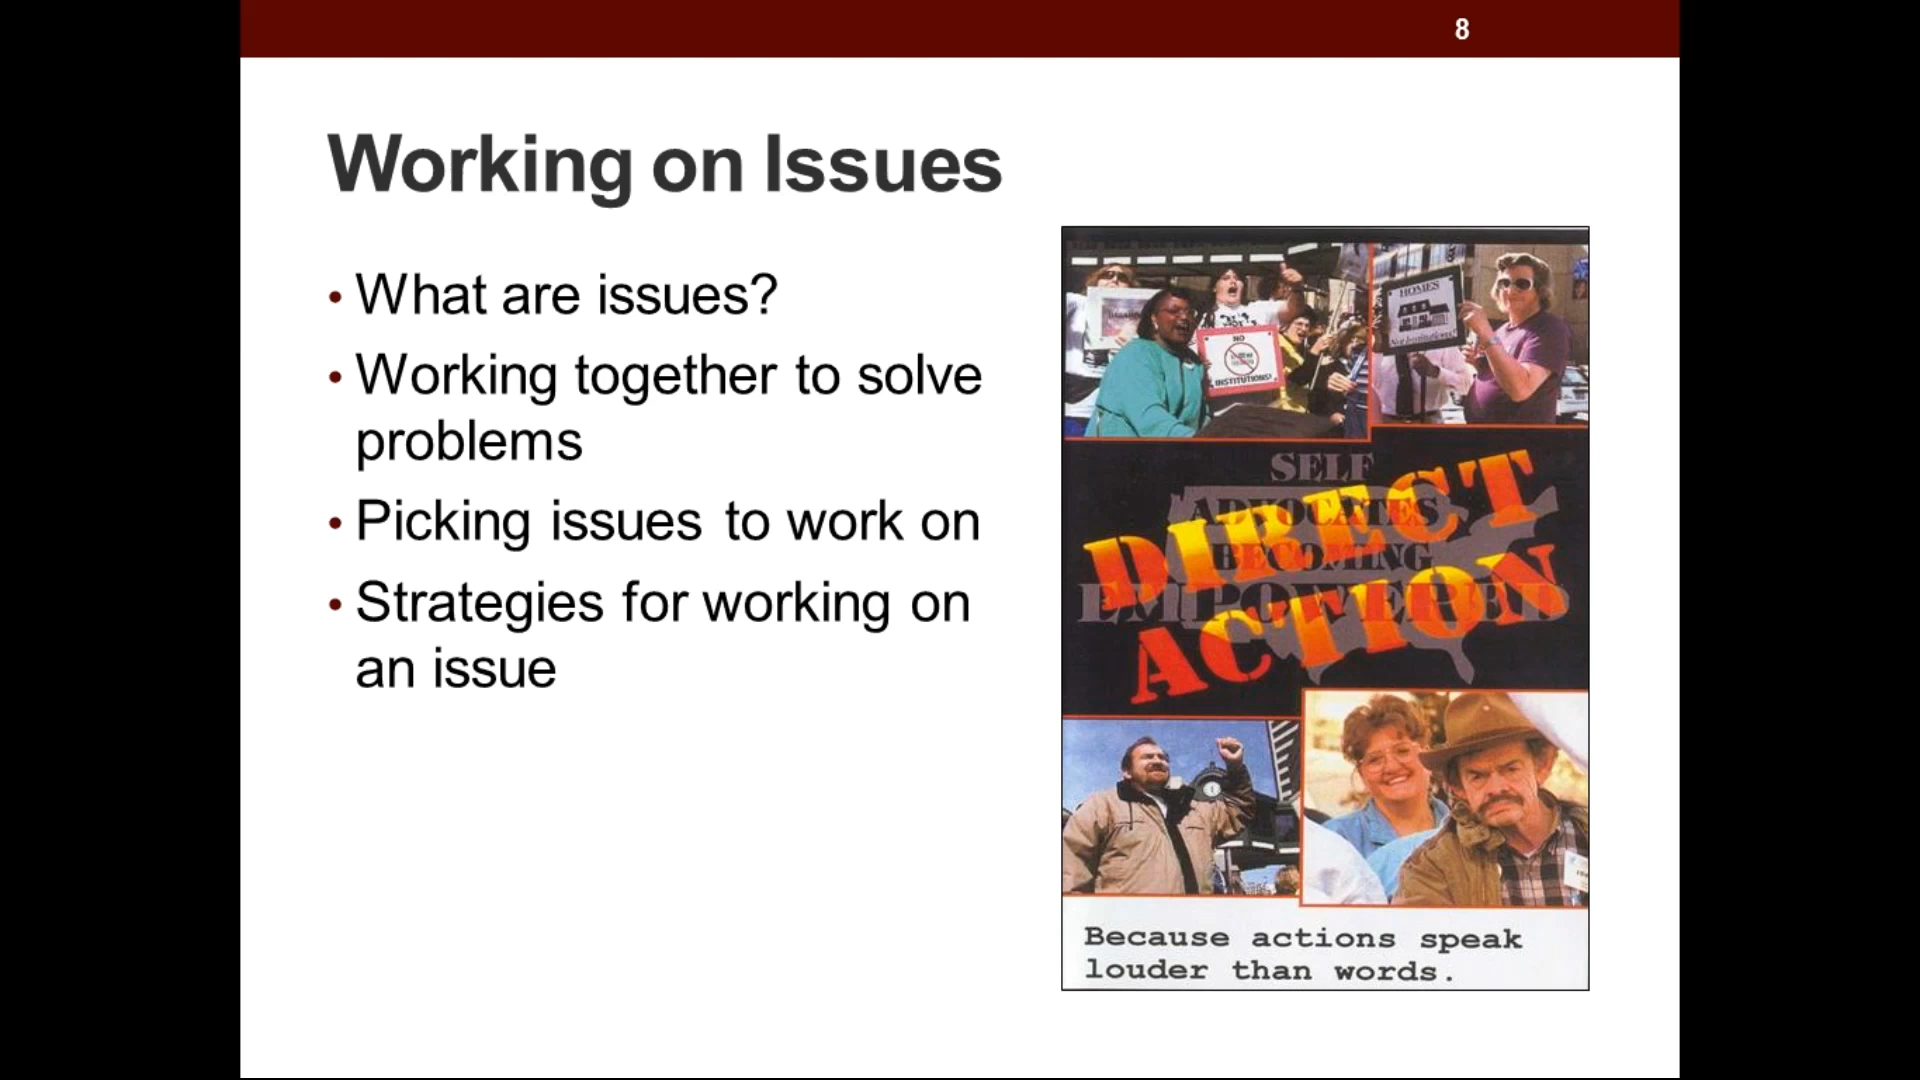 8
Working on Issues
• What are issues?
• Working together to solve
problems
• Picking issues to work on
• Strategies for working on
an issue
HOMES
Not Institutions!
NO
INSTITUTIONS!
SELF
ADVOCATES
BECOMING
EMPOWERED
DIRECT
ACTION
Because actions speak
louder than words.